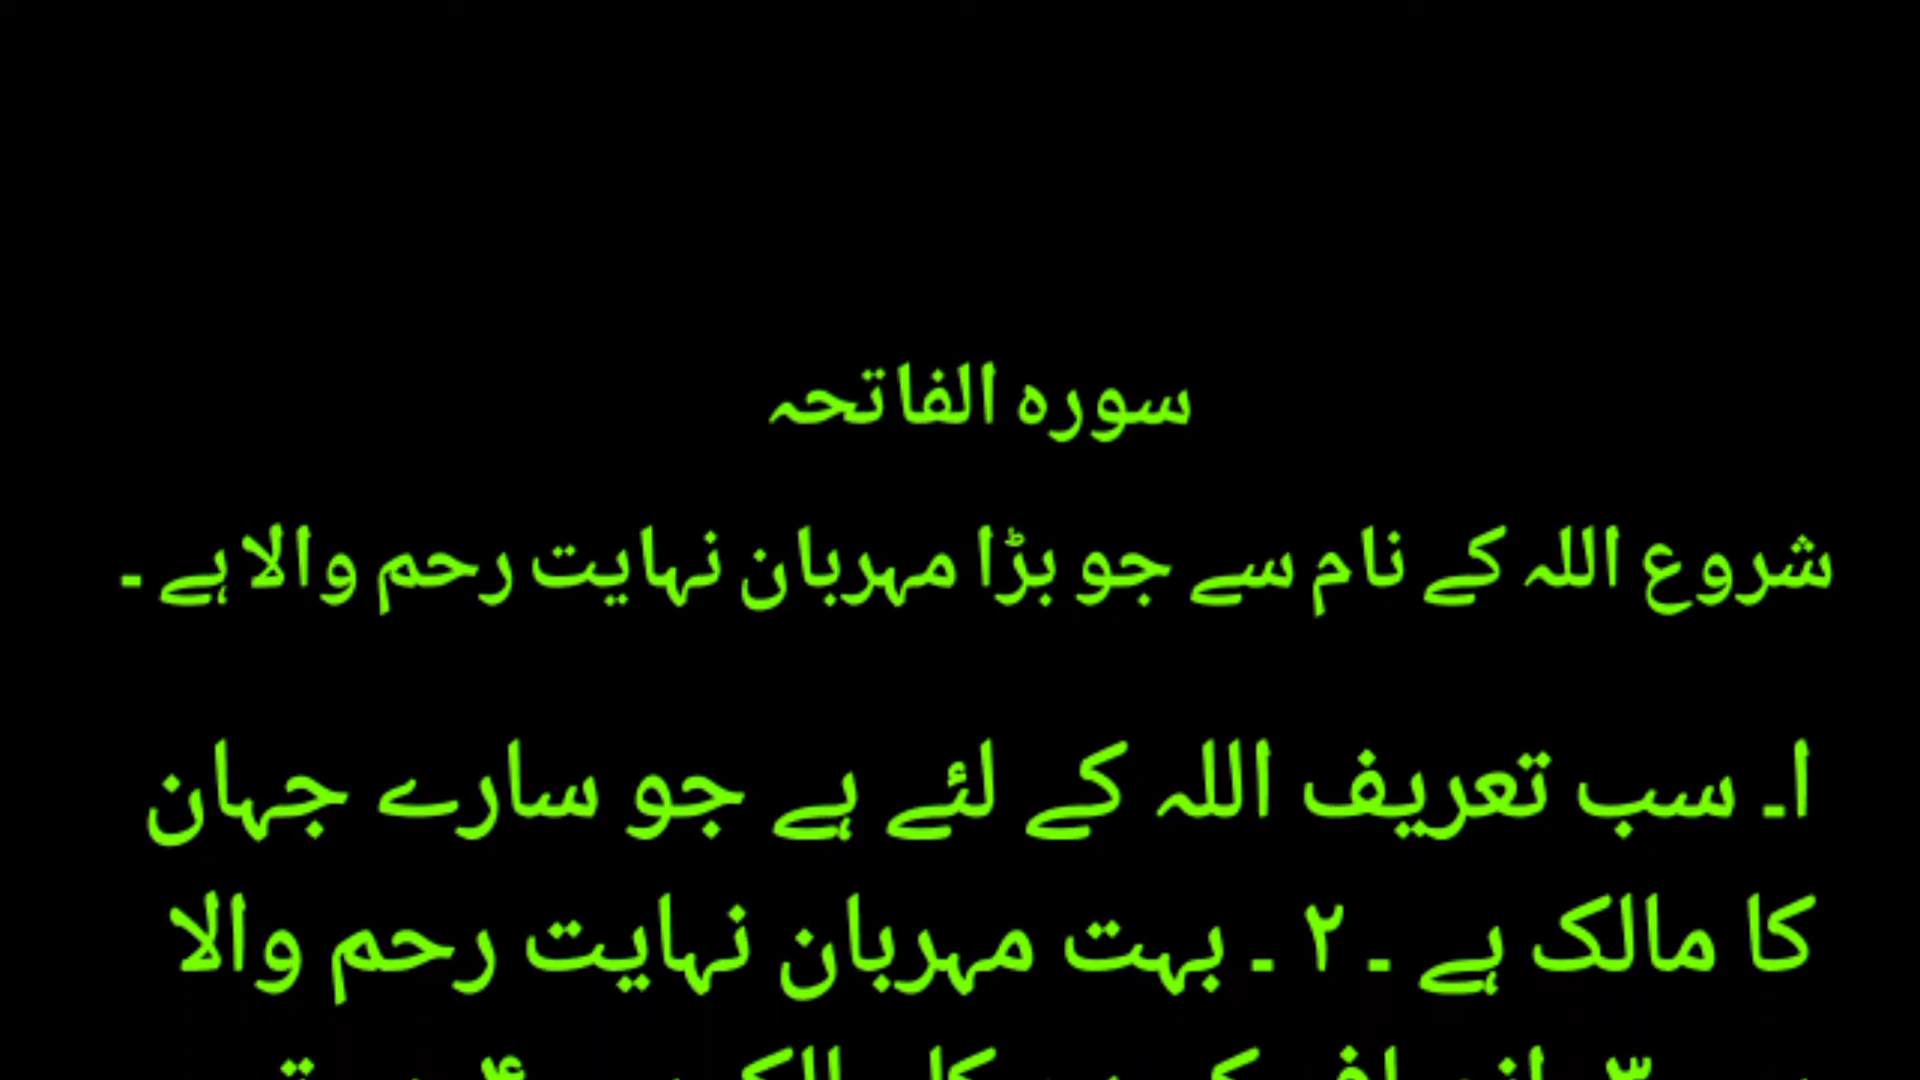 سورہ الفاتحہ
شروع اللہ کے نام سے جو بڑا مہربان نہایت رحم والا ہے ۔
ا۔ سب تعریف اللہ کے لئے ہے جو سارے جہان
کا مالک ہے ۔ ۲ ۔ بہت مہربان نہایت رحم والا